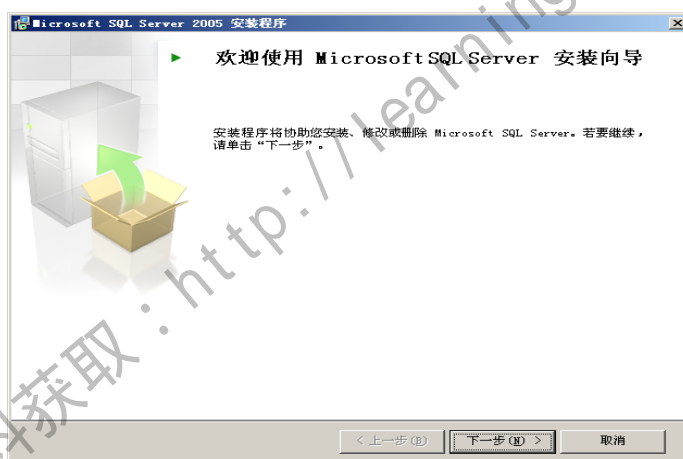 Microsoft SQL Server 2005 安装程序
欢迎使用 Microsoft SQL Server 安装向导
安装程序将协助您安装、修改或删除 Microsoft SQL Server。若要继续，
请单击“下一步”。
料获取：http://learning
< 上一步(B)
下一步(N) >
取消